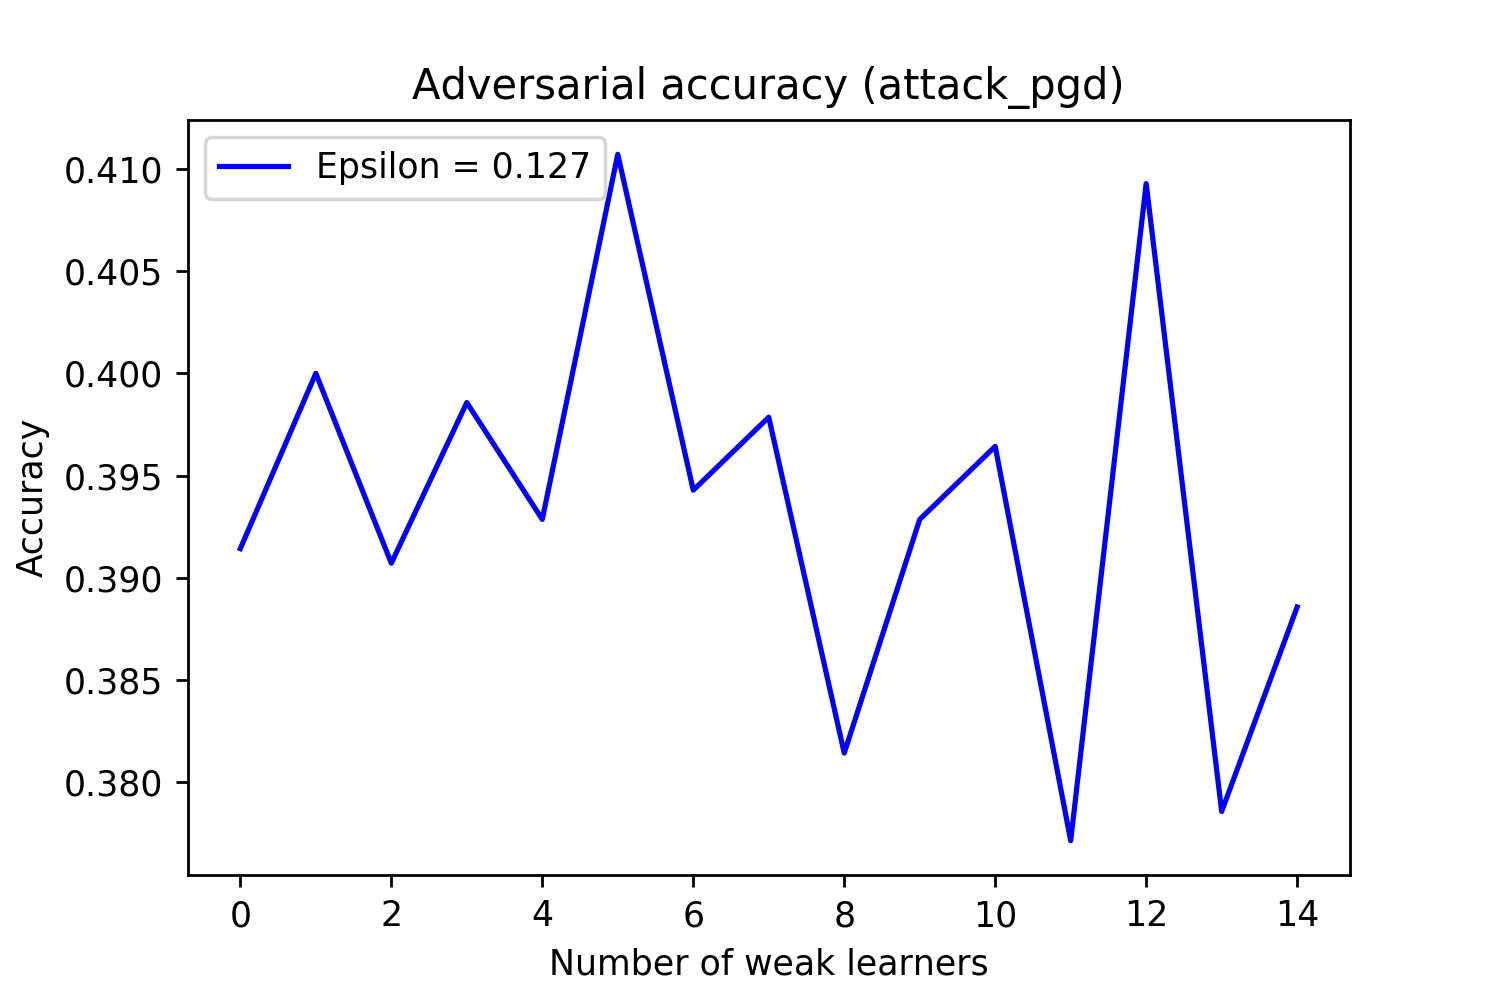 Adversarial accuracy (attack_pgd)
Epsilon = 0.127
0.410
0.405
0.400
0.395
0.390
0.385
0.380
Accuracy
0 2 4 6 8 10 12 14
Number of weak learners